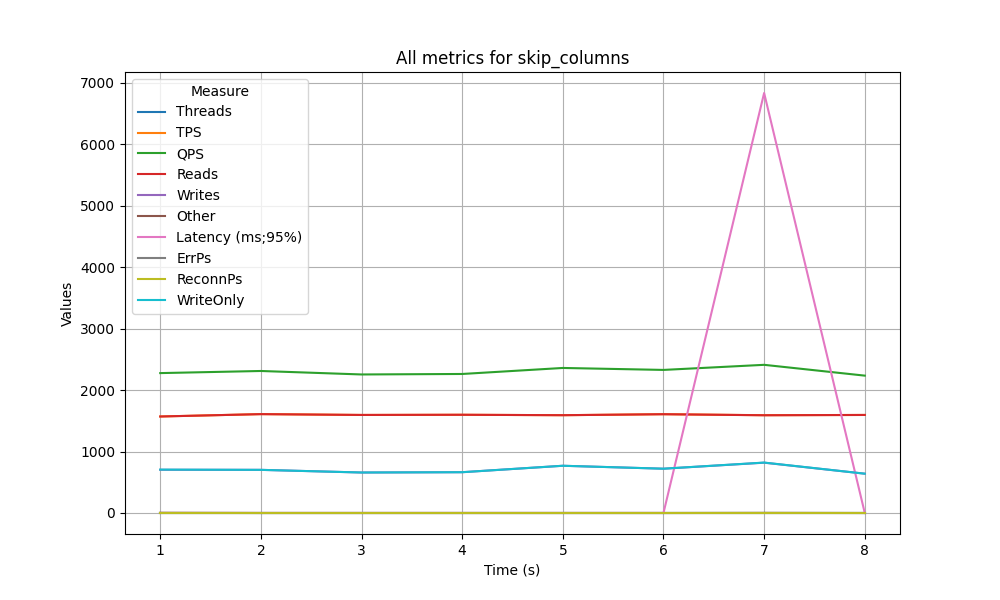 All metrics for skip_columns
Values
7000
6000
5000
4000
3000
2000
1000
0
Measure
Threads
TPS
QPS
Reads
Writes
Other
Latency (ms;95%)
ErrPs
ReconnPs
WriteOnly
1 2 3 4 5 6 7 8
Time (s)